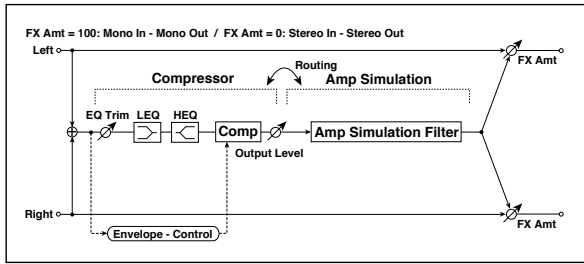 FX Amt = 100: Mono In - Mono Out / FX Amt = 0: Stereo In - Stereo Out
Left
FX Amt
Routing
Compressor
Amp Simulation
EQ Trim
LEQ
HEQ
Comp
Output Level
Amp Simulation Filter
Right
FX Amt
Envelope - Control